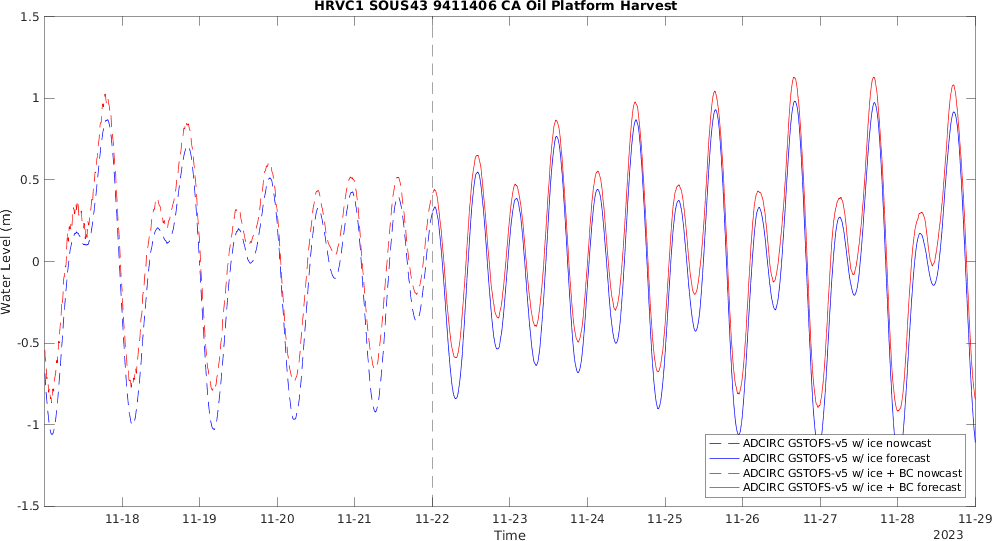 HRVC1 SOUS43 9411406 CA Oil Platform Harvest
1.5
1
0.5
0
-0.5
-1
-1.5
Water Level (m)
ADCIRC GSTOFS-v5 w/ ice nowcast
ADCIRC GSTOFS-v5 w/ ice forecast
ADCIRC GSTOFS-v5 w/ ice + BC nowcast
ADCIRC GSTOFS-v5 w/ ice + BC forecast
11-18 11-19 11-20 11-21 11-22 11-23 11-24 11-25 11-26 11-27 11-28 11-29
Time
2023